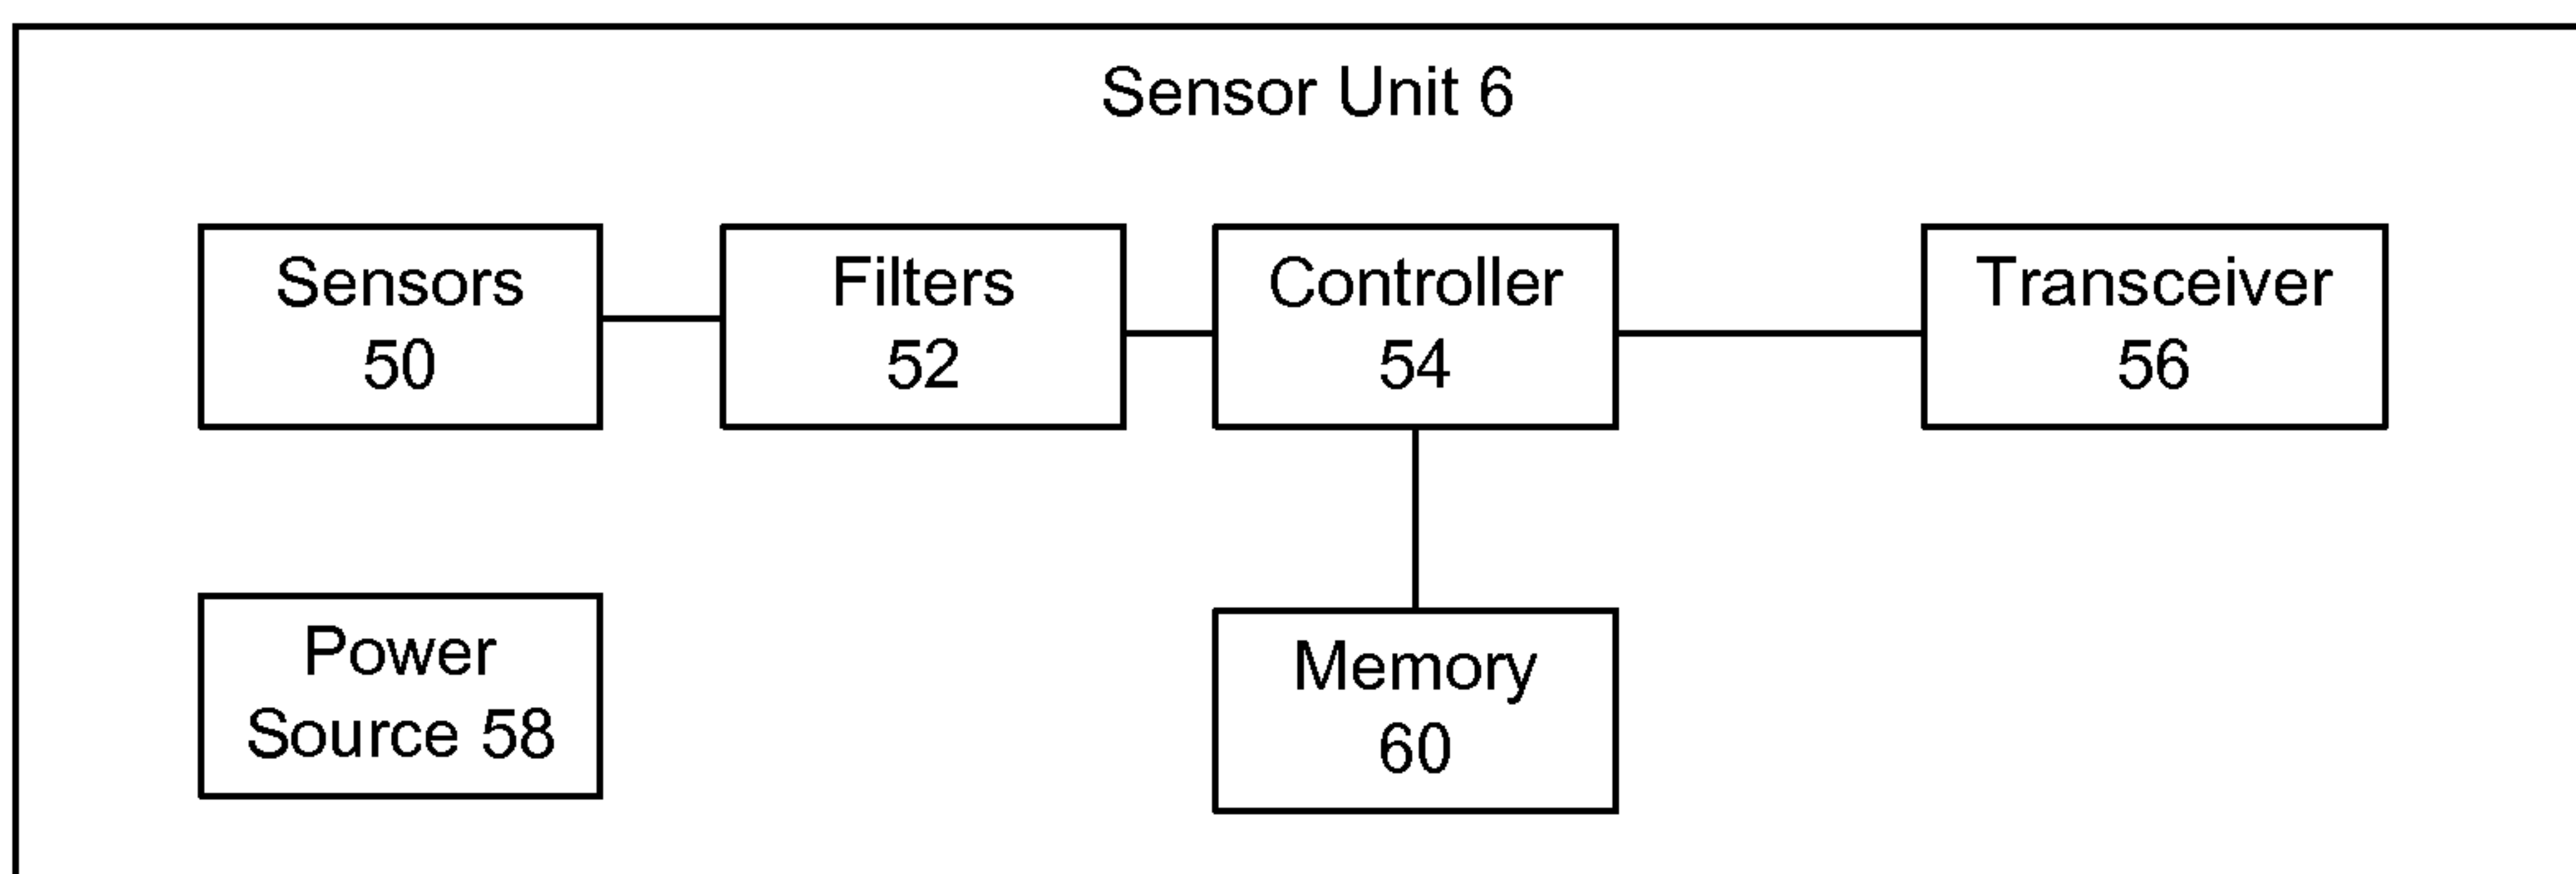 Sensor Unit 6
Sensors
50
Filters
52
Controller
54
Transceiver
56
Power
Source 58
Memory
60